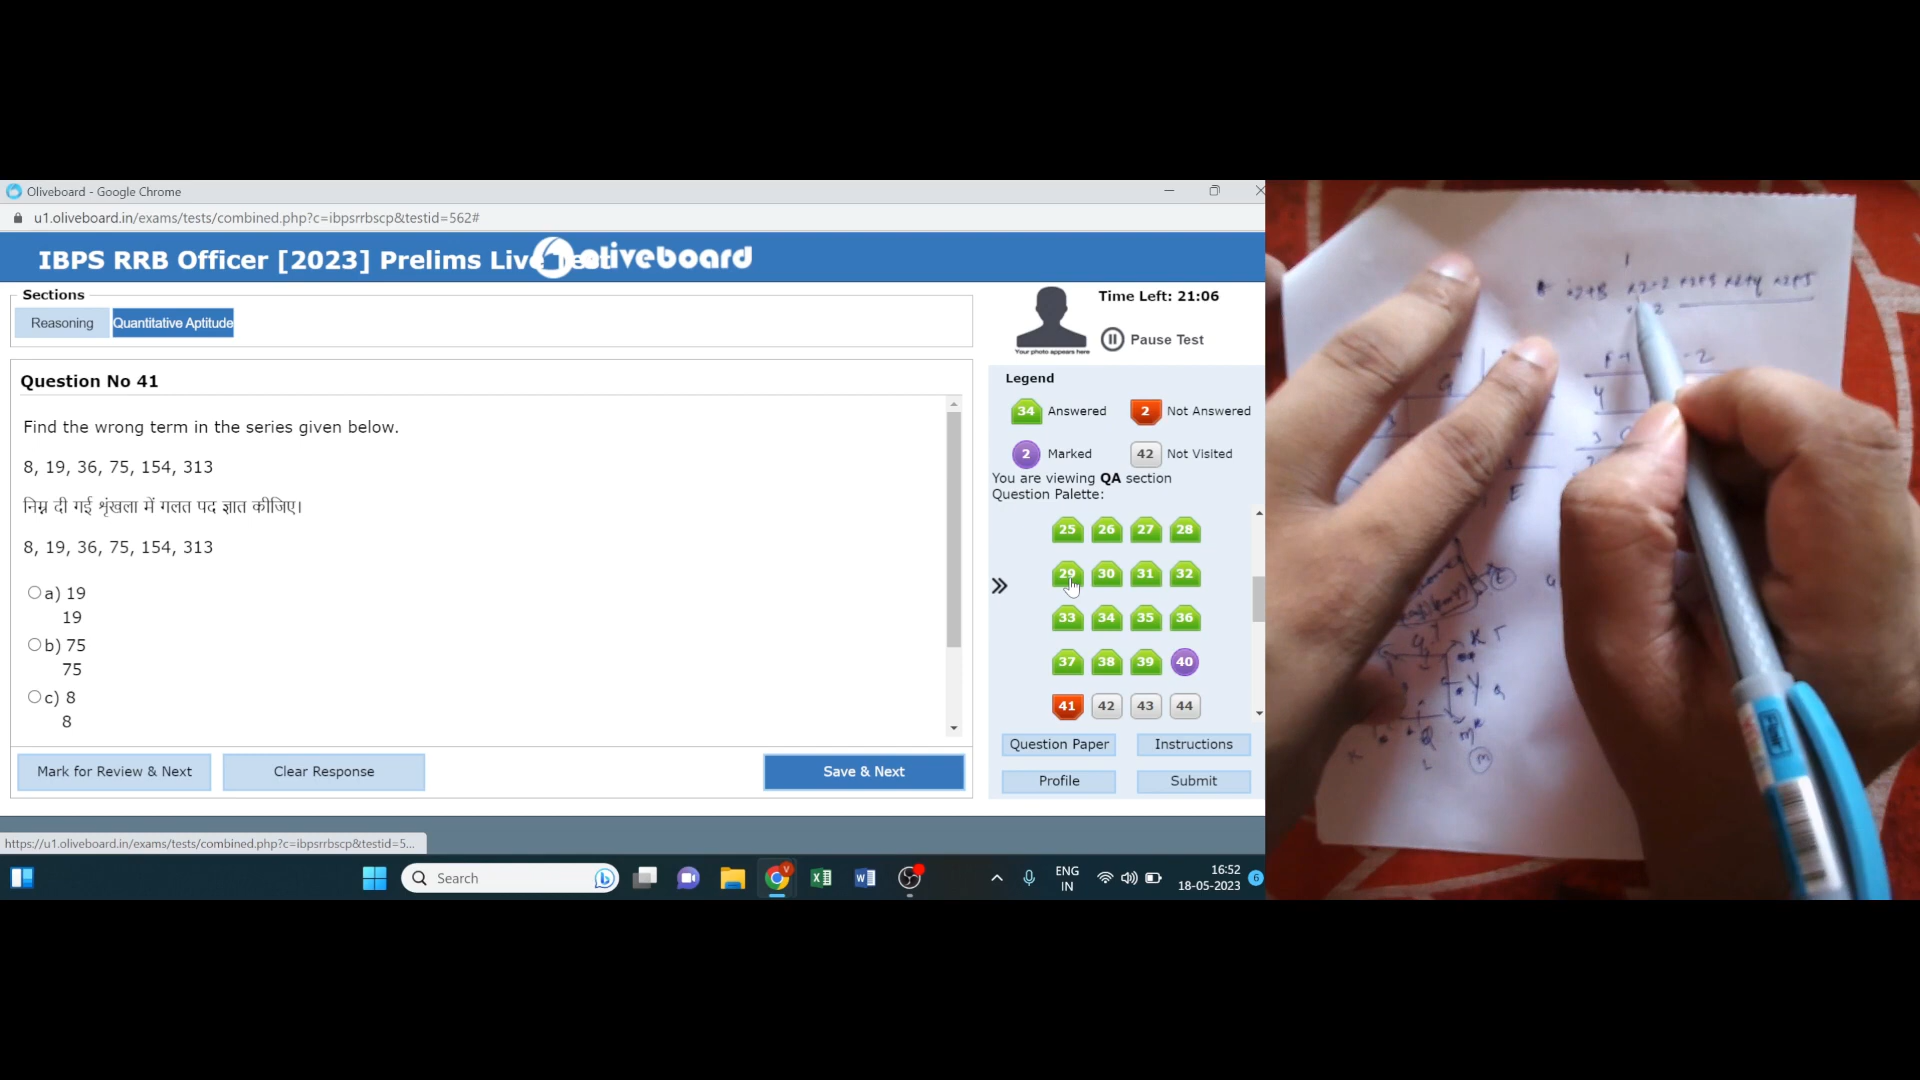 Oliveboard - Google Chrome
u1.oliveboard.in/exams/tests/combined.php?c=ibpsrrbscp&testid=562#
IBPS RRB Officer [2023] Prelims Live Test
oliveboard
Sections
Reasoning
Quantitative Aptitude
Question No 41
Find the wrong term in the series given below.
8, 19, 36, 75, 154, 313
निम्न दी गई शृंखला में गलत पद ज्ञात कीजिए।
8, 19, 36, 75, 154, 313
a) 19
19
b) 75
75
c) 8
8
Mark for Review & Next
Clear Response
Save & Next
Your photo appears here
Time Left: 21:06
Pause Test
Legend
34 Answered
2 Not Answered
2 Marked
42 Not Visited
You are viewing QA section
Question Palette:
25 26 27 28
29 30 31 32
33 34 35 36
37 38 39 40
41 42 43 44
Question Paper
Instructions
Profile
Submit
https://u1.oliveboard.in/exams/tests/combined.php?c=ibpsrrbscp&testid=5...
Search
ENG
IN
16:52
18-05-2023
6